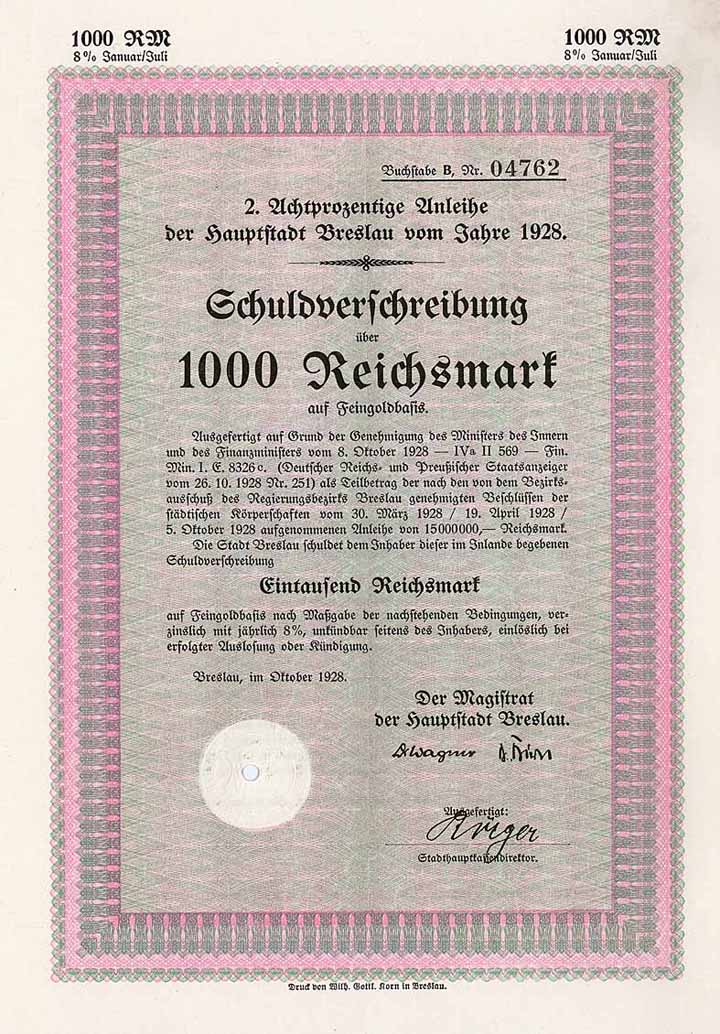 1000 RM
8% Januar/Juli
1000 RM
8% Januar/Juli
Buchstabe B, Nr. 04762
2. Achtprozentige Anleihe
der Hauptstadt Breslau vom Jahre 1928.
Schuldverschreibung
über
1000 Reichsmark
auf Feingoldbasis.
Ausgefertigt auf Grund der Genehmigung des Ministers des Innern
und des Finanzministers vom 8. Oktober 1928 — IVa II 569 — Fin.
Min. I. E. 8326c. (Deutscher Reichs- und Preußischer Staatsanzeiger
vom 26. 10. 1928 Nr. 251) als Teilbetrag der nach den von dem Bezirks-
ausschuß des Regierungsbezirks Breslau genehmigten Beschlüssen der
städtischen Körperschaften vom 30. März 1928 / 19. April 1928 /
5. Oktober 1928 aufgenommenen Anleihe von 15000000,— Reichsmark.
Die Stadt Breslau schuldet dem Inhaber dieser im Inlande begebenen
Schuldverschreibung
Eintausend Reichsmark
auf Feingoldbasis nach Maßgabe der nachstehenden Bedingungen, ver-
zinslich mit jährlich 8%, unkündbar seitens des Inhabers, einlöslich bei
erfolgter Auslosung oder Kündigung.
Breslau, im Oktober 1928.
Der Magistrat
der Hauptstadt Breslau.
Dr Wagner
Ausgefertigt:
Krüger
Stadthauptkassendirektor.
Druck von Wilh. Gottl. Korn in Breslau.